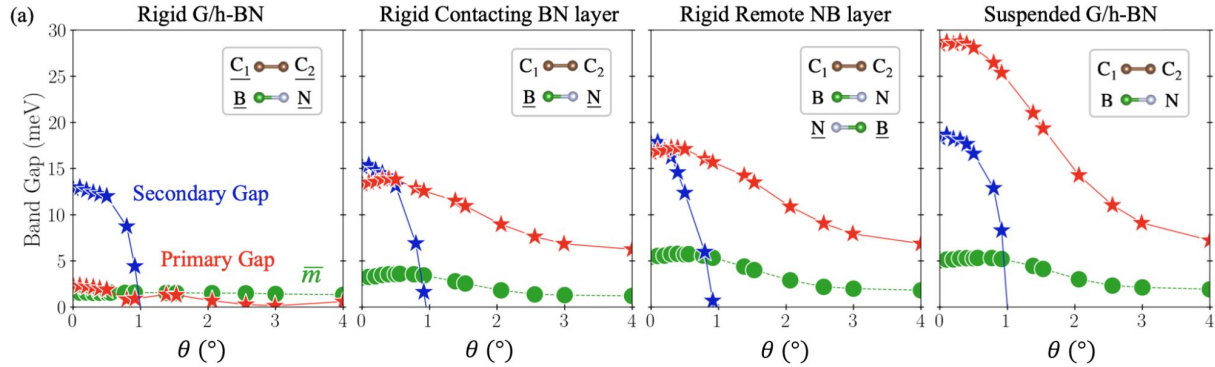 (a) Rigid G/h-BN
Rigid Contacting BN layer
Rigid Remote NB layer
Suspended G/h-BN
Band Gap (meV)
30
25
20
15
10
5
0
C₁ C₂
B N
Secondary Gap
Primary Gap
m̅
0 1 2 3 4
θ (°)
C₁ C₂
B N
0 1 2 3 4
θ (°)
C₁ C₂
B N
N B
0 1 2 3 4
θ (°)
C₁ C₂
B N
0 1 2 3 4
θ (°)